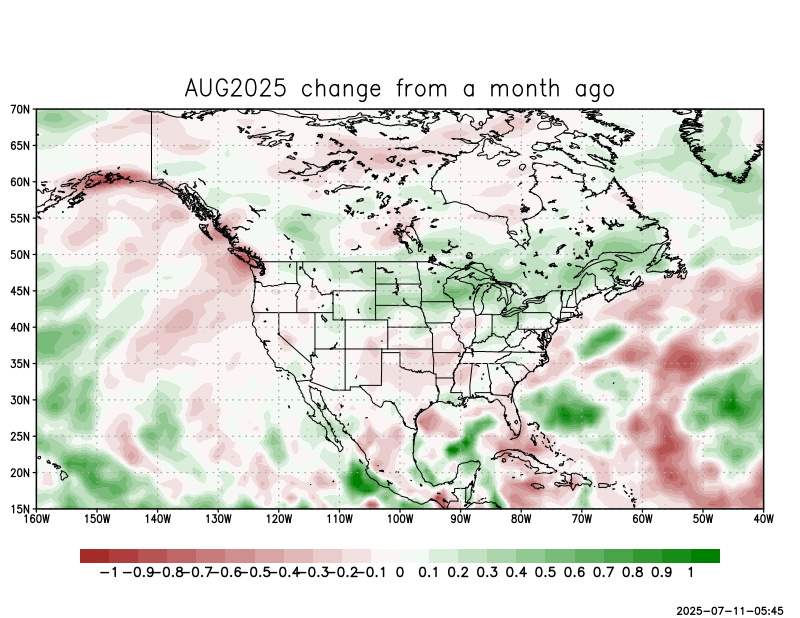 AUG2025 change from a month ago
70N
65N
60N
55N
50N
45N
40N
35N
30N
25N
20N
15N
160W 150W 140W 130W 120W 110W 100W 90W 80W 70W 60W 50W 40W
-1 -0.9 -0.8 -0.7 -0.6 -0.5 -0.4 -0.3 -0.2 -0.1 0 0.1 0.2 0.3 0.4 0.5 0.6 0.7 0.8 0.9 1
2025-07-11-05:45